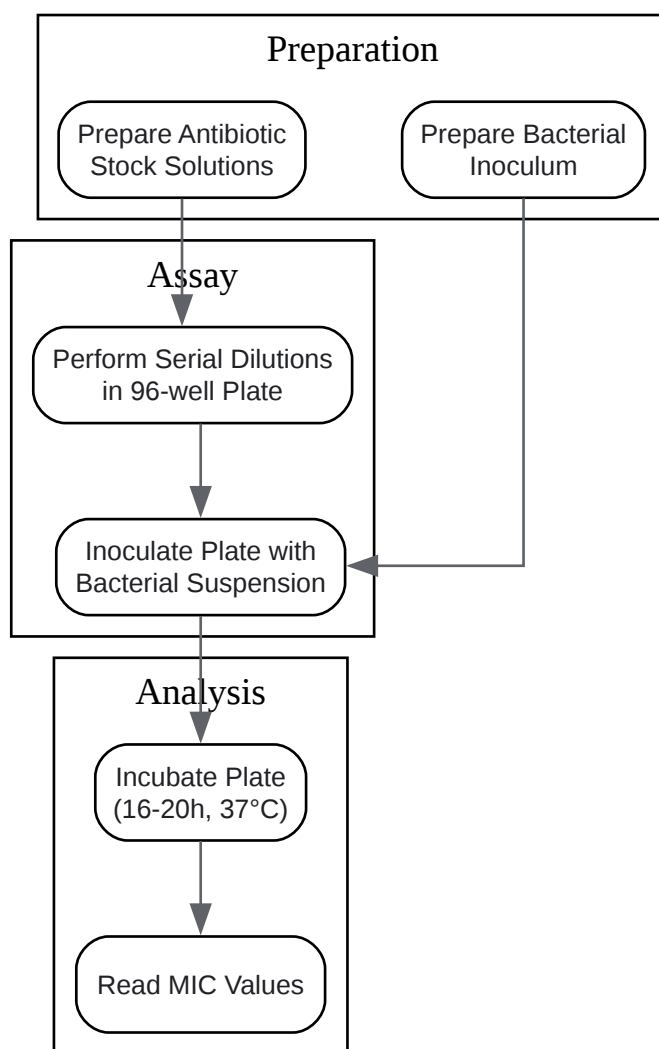 Preparation
Prepare Antibiotic
Stock Solutions
Prepare Bacterial
Inoculum
Assay
Perform Serial Dilutions
in 96-well Plate
Inoculate Plate with
Bacterial Suspension
Analysis
Incubate Plate
(16-20h, 37°C)
Read MIC Values